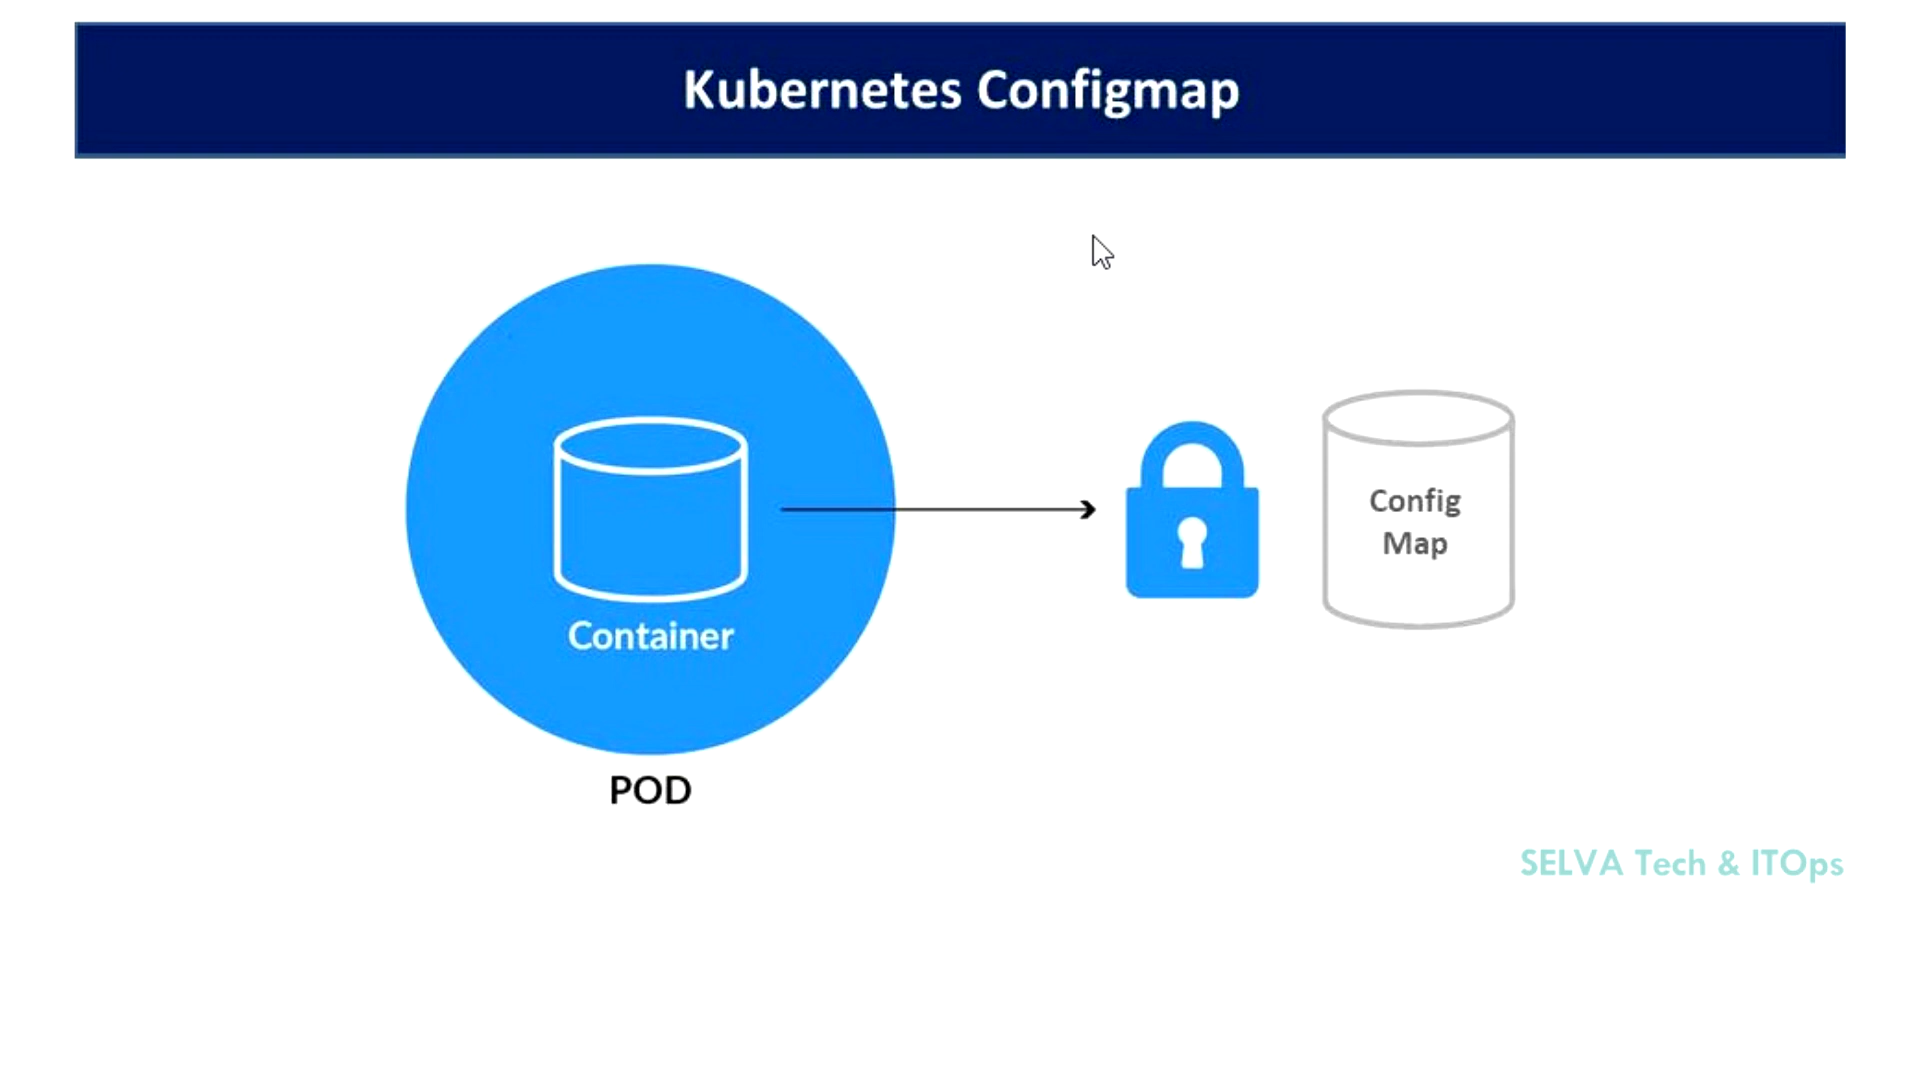 Kubernetes Configmap
Config
Map
Container
POD
SELVA Tech & ITOps